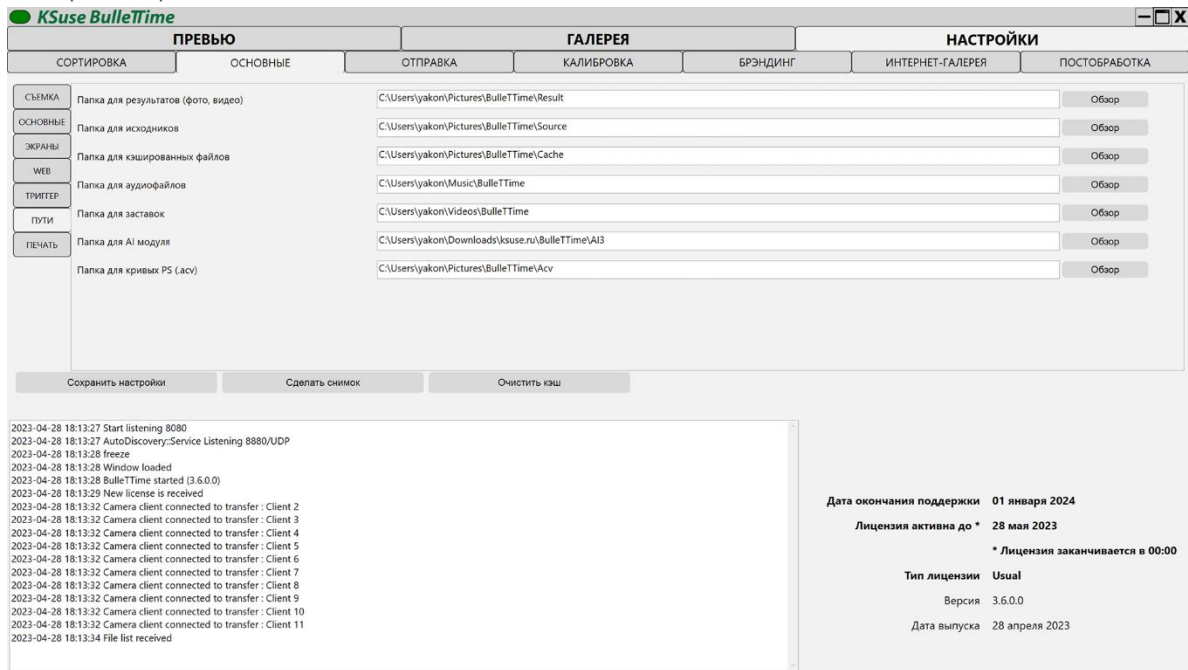 KSuse BulleTTime
ПРЕВЬЮ ГАЛЕРЕЯ НАСТРОЙКИ
СОРТИРОВКА ОСНОВНЫЕ ОТПРАВКА КАЛИБРОВКА БРЭНДИНГ ИНТЕРНЕТ-ГАЛЕРЕЯ ПОСТОБРАБОТКА
СЪЕМКА
ОСНОВНЫЕ
ЭКРАНЫ
WEB
ТРИГГЕР
ПУТИ
ПЕЧАТЬ
Папка для результатов (фото, видео) C:\Users\yakon\Pictures\BulleTTime\Result Обзор
Папка для исходников C:\Users\yakon\Pictures\BulleTTime\Source Обзор
Папка для кэшированных файлов C:\Users\yakon\Pictures\BulleTTime\Cache Обзор
Папка для аудиофайлов C:\Users\yakon\Music\BulleTTime Обзор
Папка для заставок C:\Users\yakon\Videos\BulleTTime Обзор
Папка для AI модуля C:\Users\yakon\Downloads\ksuse.ru\BulleTTime\AI3 Обзор
Папка для кривых PS (.acv) C:\Users\yakon\Pictures\BulleTTime\Acv Обзор
Сохранить настройки Сделать снимок Очистить кэш
2023-04-28 18:13:27 Start listening 8080
2023-04-28 18:13:27 AutoDiscovery::Service Listening 8880/UDP
2023-04-28 18:13:28 freeze
2023-04-28 18:13:28 Window loaded
2023-04-28 18:13:28 BulleTTime started (3.6.0.0)
2023-04-28 18:13:29 New license is received
2023-04-28 18:13:32 Camera client connected to transfer : Client 2
2023-04-28 18:13:32 Camera client connected to transfer : Client 3
2023-04-28 18:13:32 Camera client connected to transfer : Client 4
2023-04-28 18:13:32 Camera client connected to transfer : Client 5
2023-04-28 18:13:32 Camera client connected to transfer : Client 6
2023-04-28 18:13:32 Camera client connected to transfer : Client 7
2023-04-28 18:13:32 Camera client connected to transfer : Client 8
2023-04-28 18:13:32 Camera client connected to transfer : Client 9
2023-04-28 18:13:32 Camera client connected to transfer : Client 10
2023-04-28 18:13:32 Camera client connected to transfer : Client 11
2023-04-28 18:13:34 File list received
Дата окончания поддержки 01 января 2024
Лицензия активна до * 28 мая 2023
* Лицензия заканчивается в 00:00
Тип лицензии Usual
Версия 3.6.0.0
Дата выпуска 28 апреля 2023